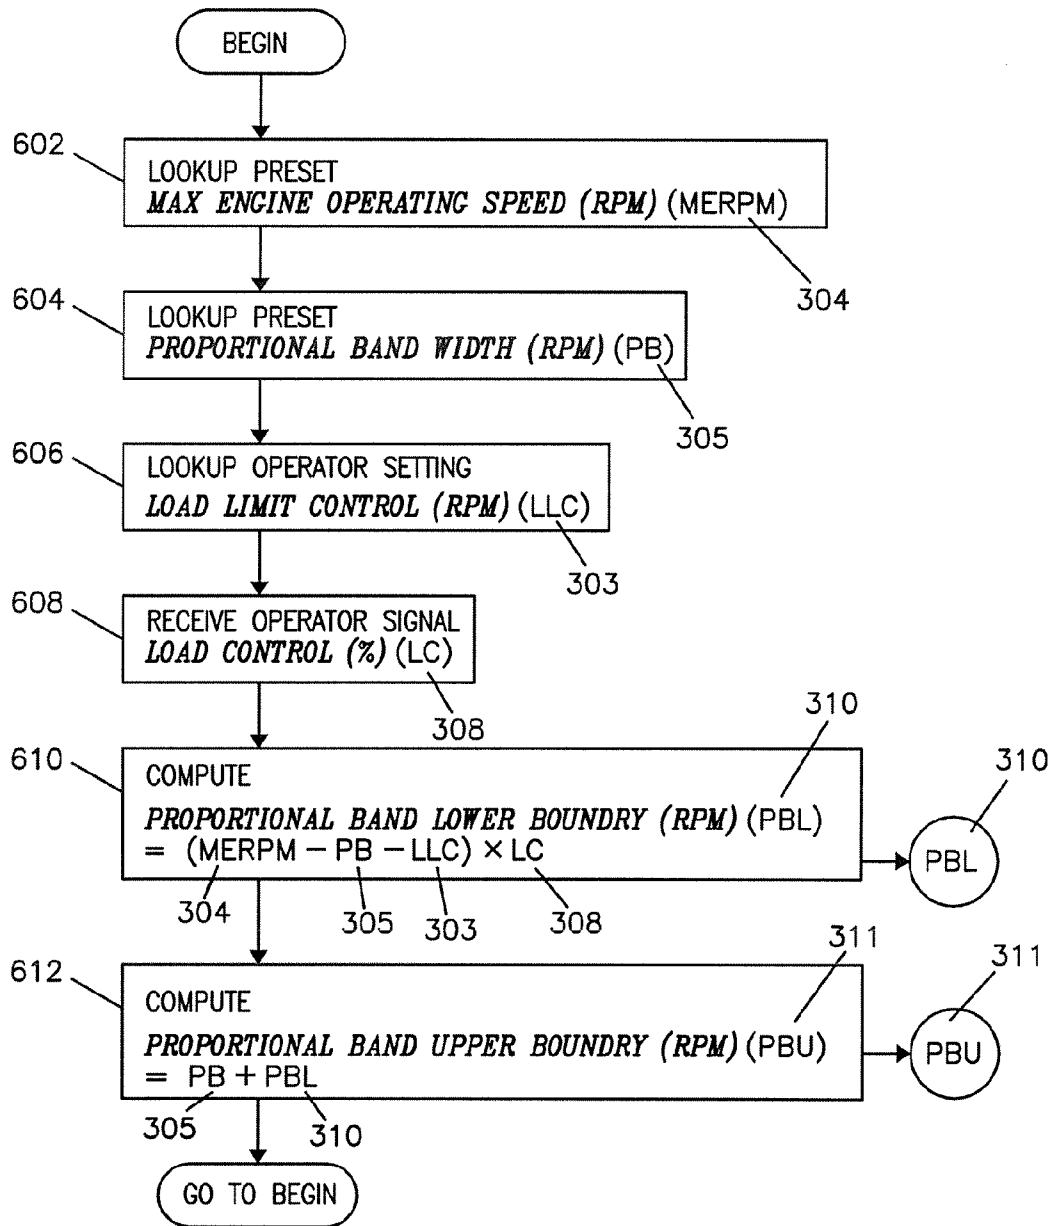 BEGIN
602
LOOKUP PRESET
MAX ENGINE OPERATING SPEED (RPM) (MERPM)
304
604
LOOKUP PRESET
PROPORTIONAL BAND WIDTH (RPM) (PB)
305
606
LOOKUP OPERATOR SETTING
LOAD LIMIT CONTROL (RPM) (LLC)
303
608
RECEIVE OPERATOR SIGNAL
LOAD CONTROL (%) (LC)
308
310
610
COMPUTE
PROPORTIONAL BAND LOWER BOUNDRY (RPM) (PBL)
= (MERPM - PB - LLC) × LC
304 305 303 308
310
PBL
311
612
COMPUTE
PROPORTIONAL BAND UPPER BOUNDRY (RPM) (PBU)
= PB + PBL
305 310
311
PBU
GO TO BEGIN